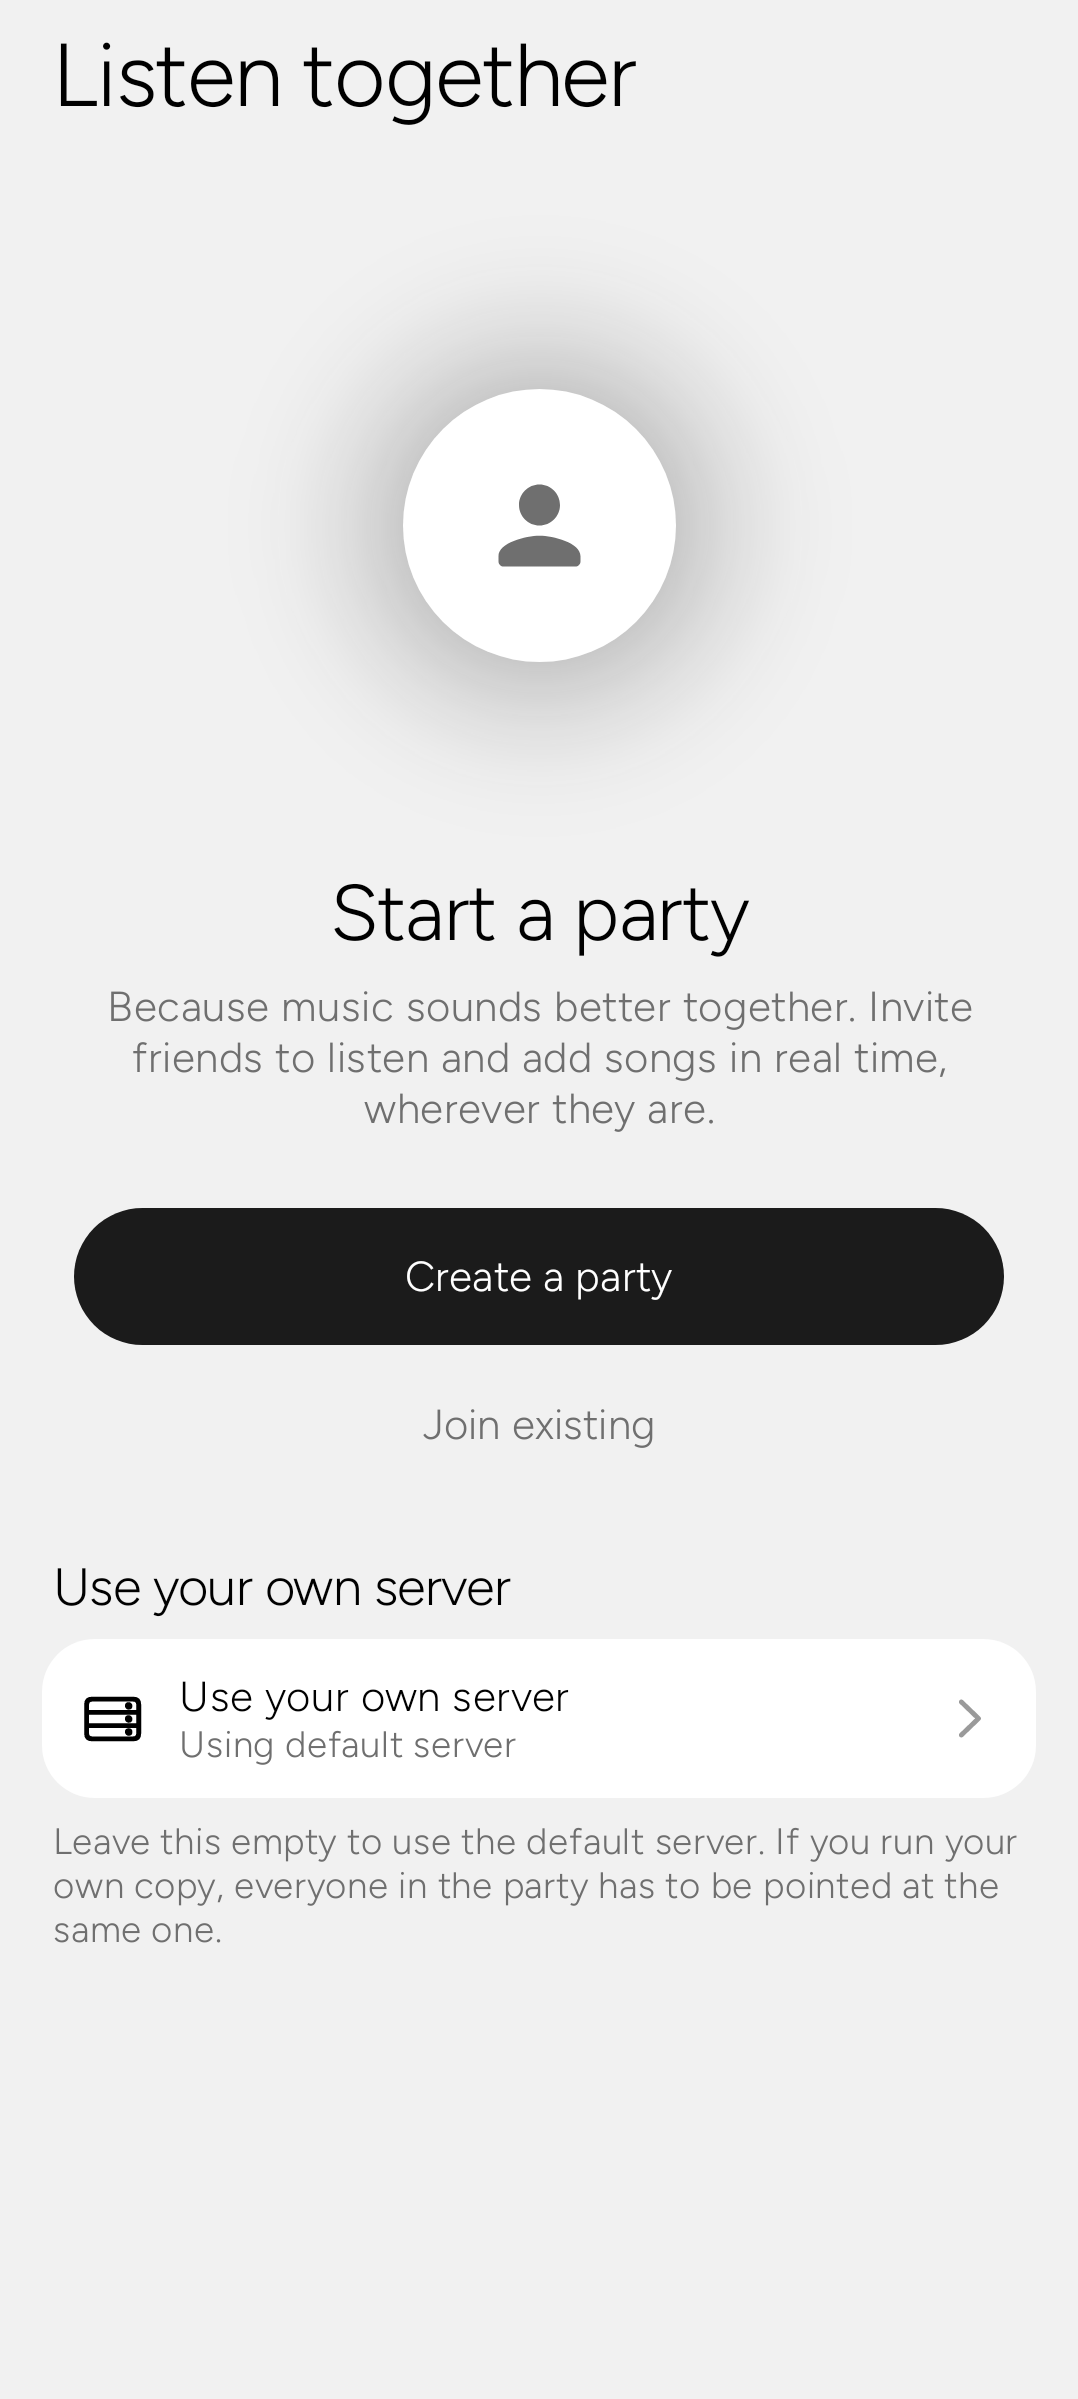 Listen together
Start a party
Because music sounds better together. Invite
friends to listen and add songs in real time,
wherever they are.
Create a party
Join existing
Use your own server
Use your own server
Using default server
Leave this empty to use the default server. If you run your
own copy, everyone in the party has to be pointed at the
same one.